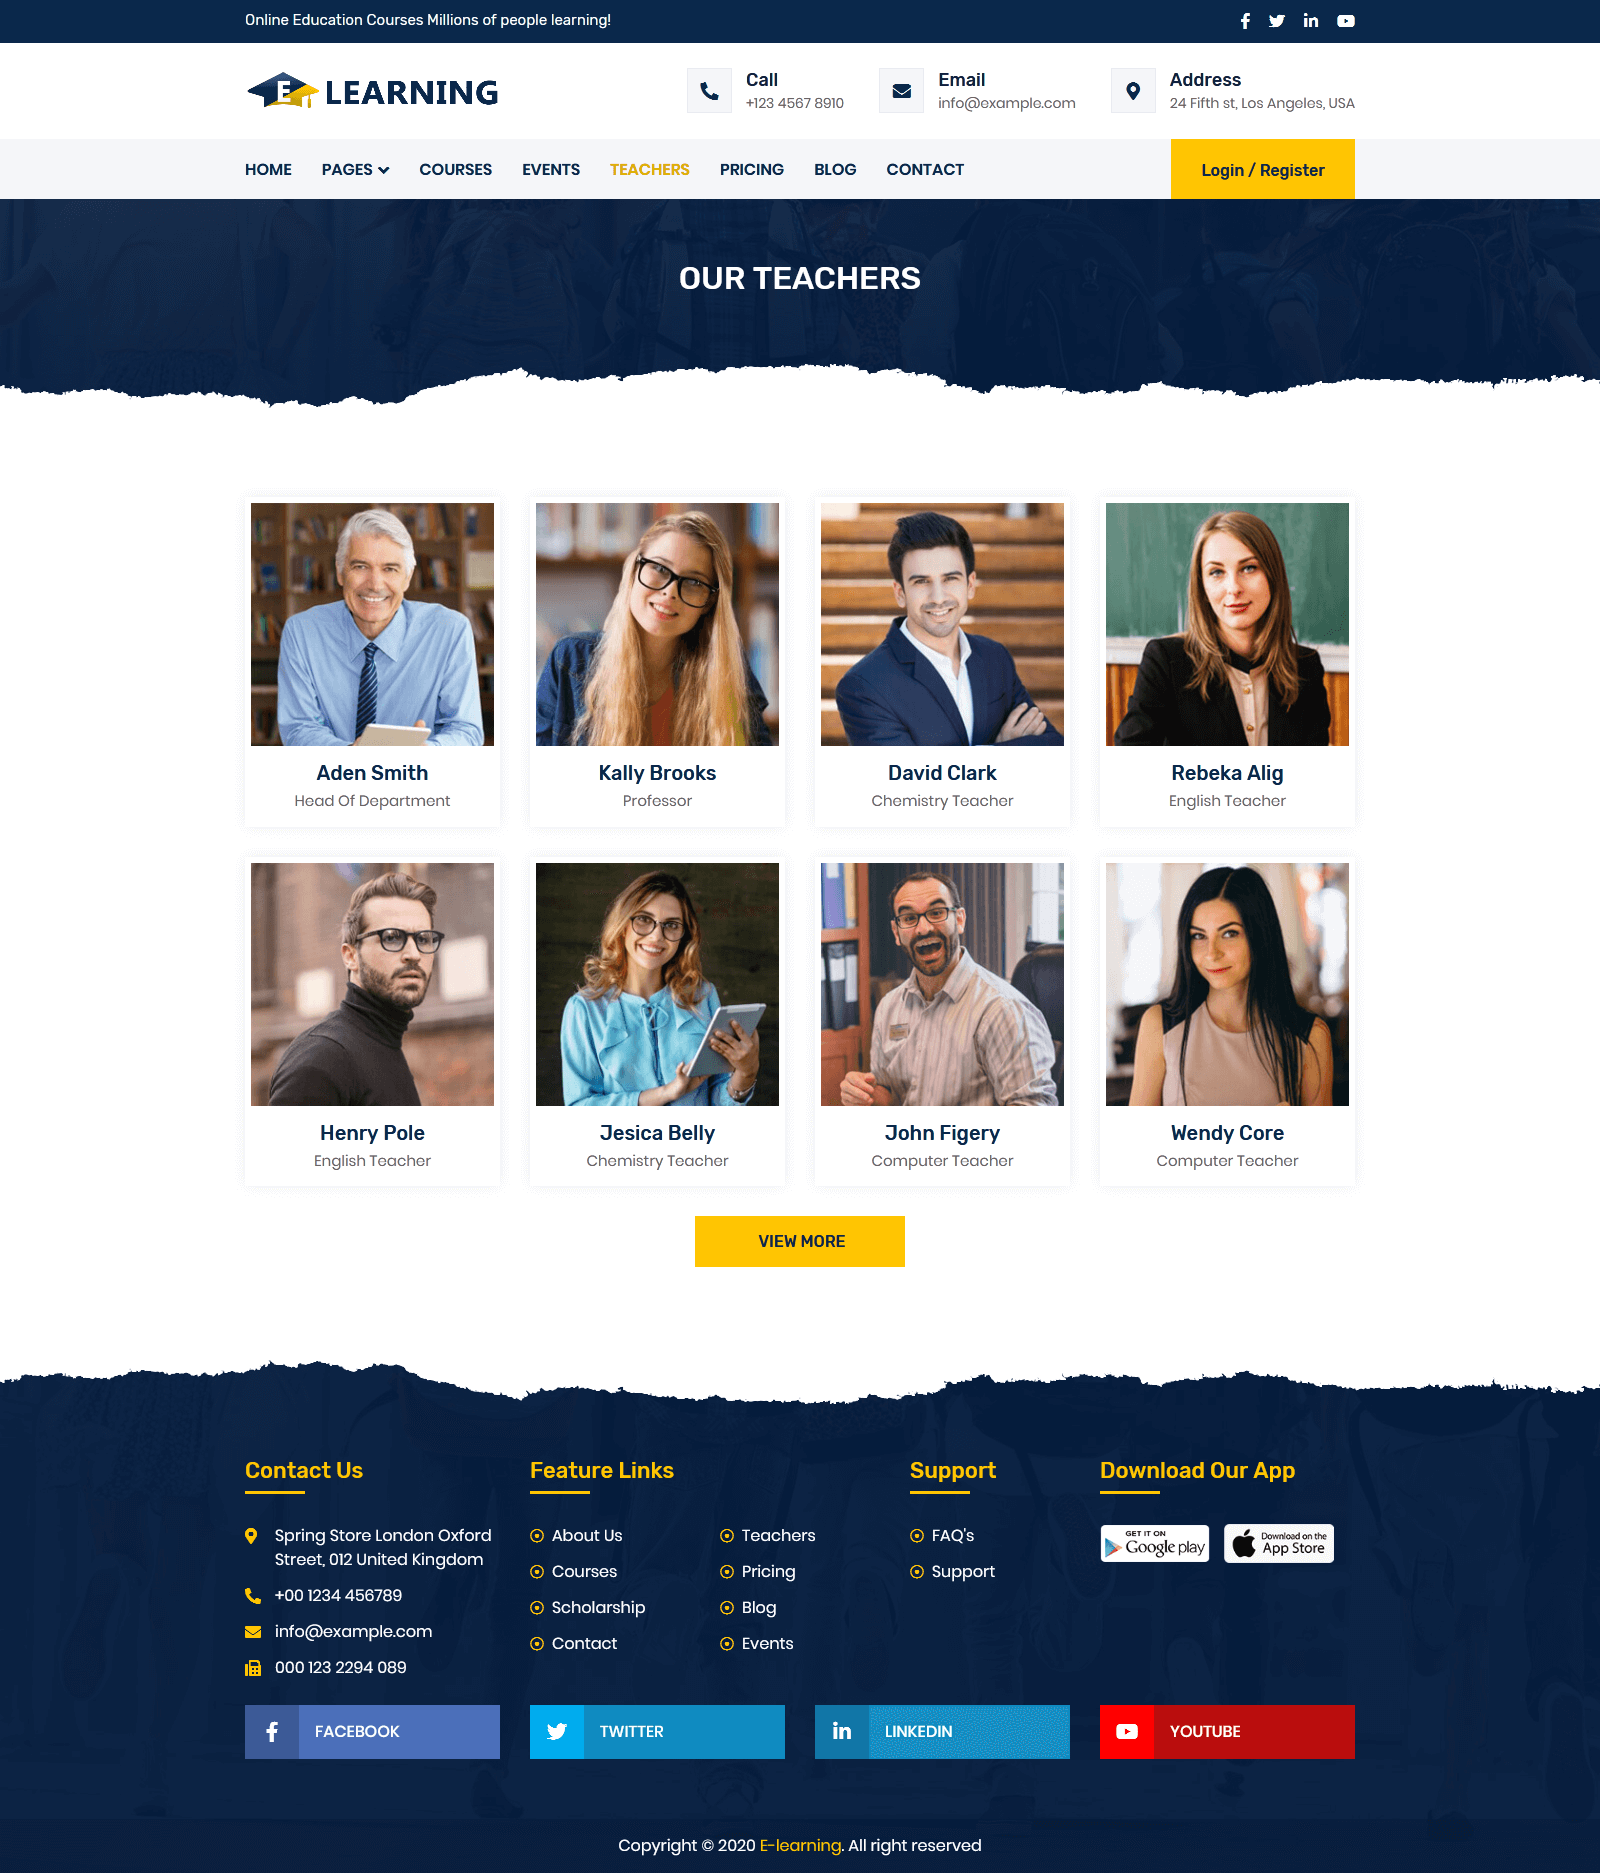 Online Education Courses Millions of people learning!
E LEARNING
Call
+123 4567 8910
Email
info@example.com
Address
24 Fifth st, Los Angeles, USA
HOME PAGES COURSES EVENTS TEACHERS PRICING BLOG CONTACT
Login / Register
OUR TEACHERS
Aden Smith
Head Of Department
Kally Brooks
Professor
David Clark
Chemistry Teacher
Rebeka Alig
English Teacher
Henry Pole
English Teacher
Jesica Belly
Chemistry Teacher
John Figery
Computer Teacher
Wendy Core
Computer Teacher
VIEW MORE
Contact Us
Spring Store London Oxford
Street, 012 United Kingdom
+00 1234 456789
info@example.com
000 123 2294 089
Feature Links
About Us
Courses
Scholarship
Contact
Teachers
Pricing
Blog
Events
Support
FAQ's
Support
Download Our App
GET IT ON
Google play
Download on the
App Store
FACEBOOK
TWITTER
LINKEDIN
YOUTUBE
Copyright © 2020 E-learning. All right reserved